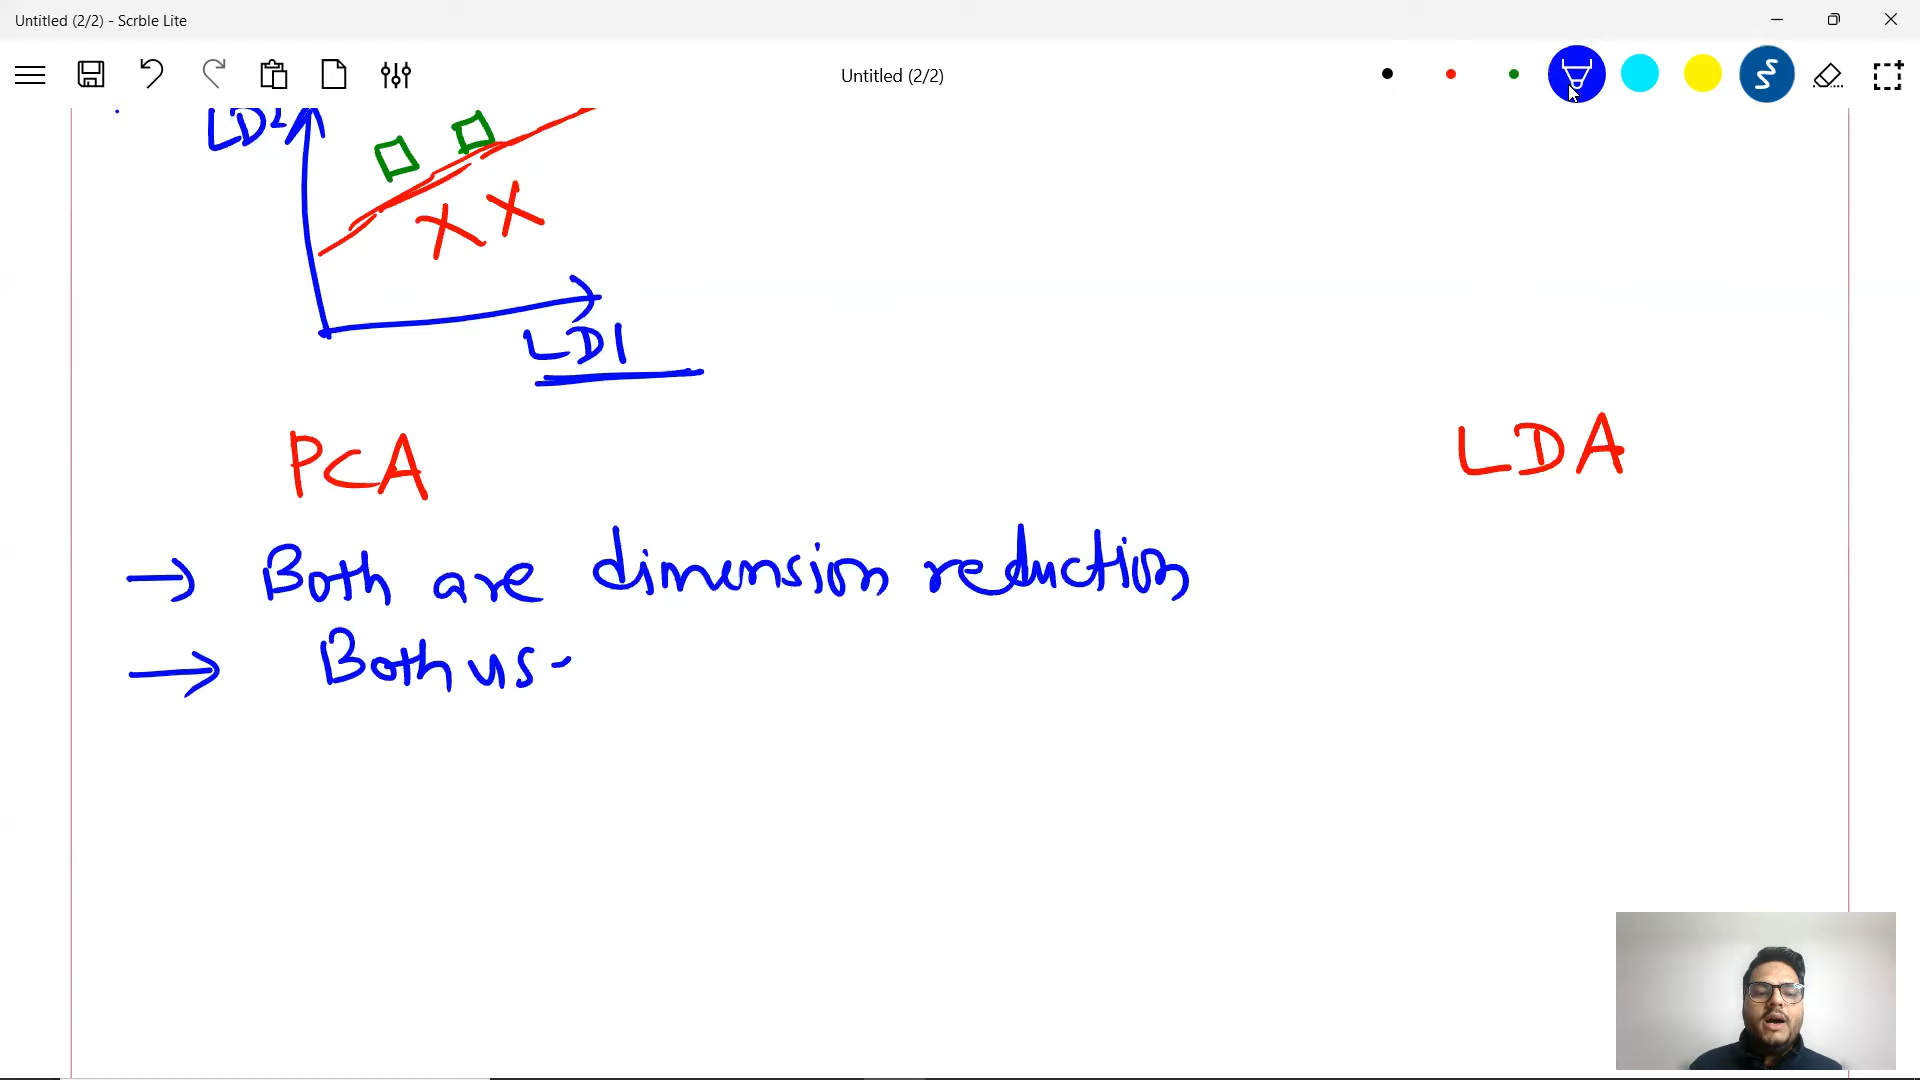 Untitled (2/2) - Scrble Lite
Untitled (2/2)
LD2
LD1
PCA
LDA
→ Both are dimension reduction
→ Both us